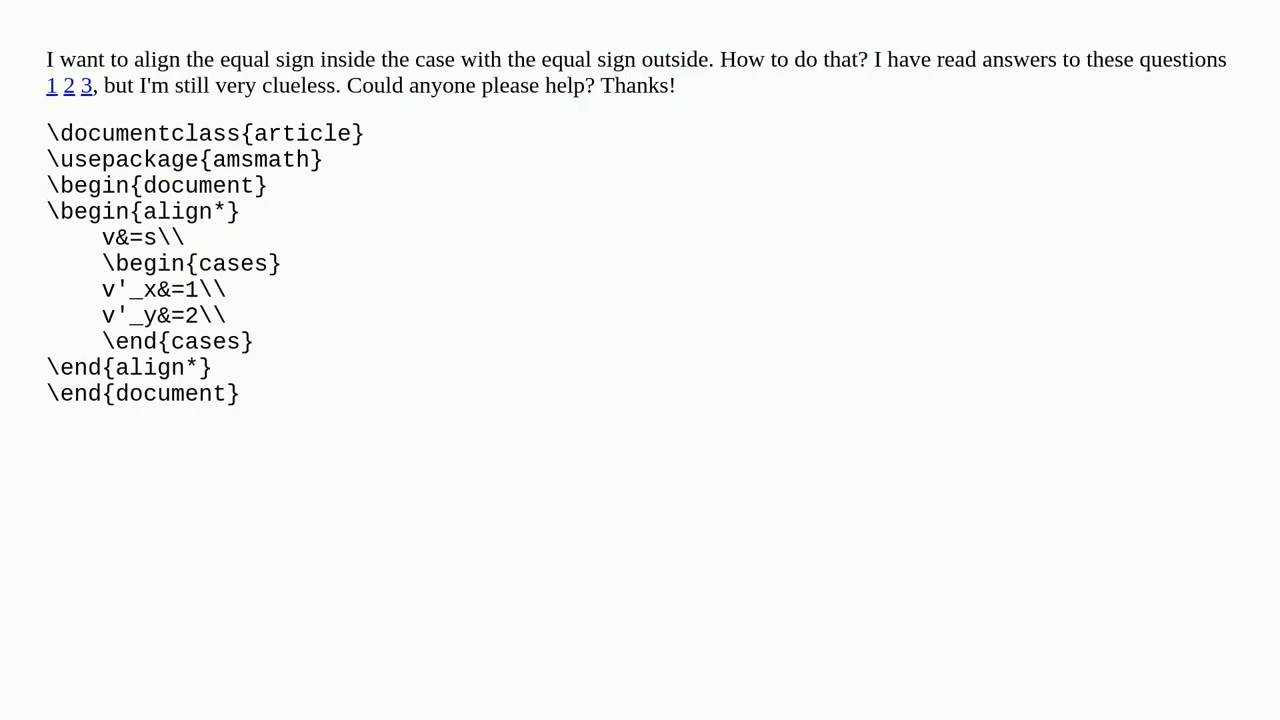 I want to align the equal sign inside the case with the equal sign outside. How to do that? I have read answers to these questions
1 2 3, but I'm still very clueless. Could anyone please help? Thanks!
\documentclass{article}
\usepackage{amsmath}
\begin{document}
\begin{align*}
    v&=s\\
    \begin{cases}
    v'_x&=1\\
    v'_y&=2\\
    \end{cases}
\end{align*}
\end{document}